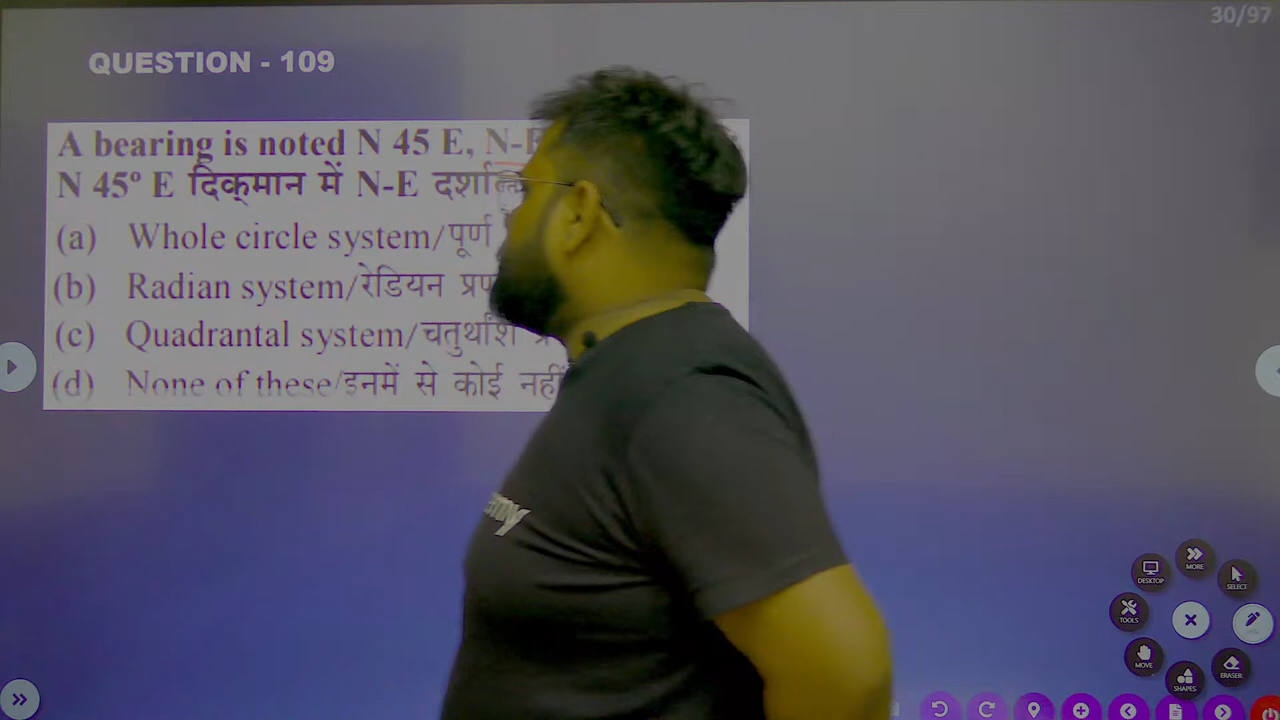 30/97
QUESTION - 109
A bearing is noted N 45 E, N-E
N 45° E दिक्मान में N-E
(a) Whole circle system/पूर्ण
(b) Radian system/रेडियन
(c) Quadrantal system/चतुर्थांश
(d) None of these/इनमें से कोई नहीं
MORE
DESKTOP
SELECT
TOOLS
MOVE
ERASER
SHAPES